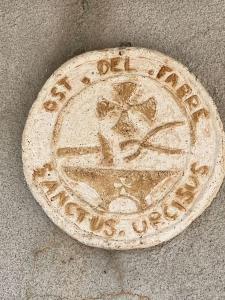 OST . DEL . FABRE
SANCTUS . URCISUS